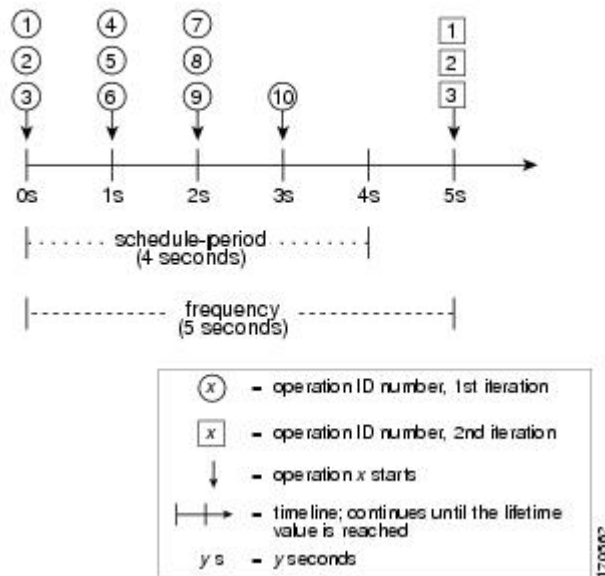 1 4 7 1
2 5 8 2
3 6 9 10 3
0s 1s 2s 3s 4s 5s
schedule-period
(4 seconds)
frequency
(5 seconds)
x = operation ID number, 1st iteration
x = operation ID number, 2nd iteration
= operation x starts
= timeline; continues until the lifetime
value is reached
y s = y seconds
170562